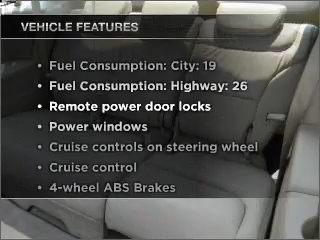 VEHICLE FEATURES
• Fuel Consumption: City: 19
• Fuel Consumption: Highway: 26
• Remote power door locks
• Power windows
• Cruise controls on steering wheel
• Cruise control
• 4-wheel ABS Brakes